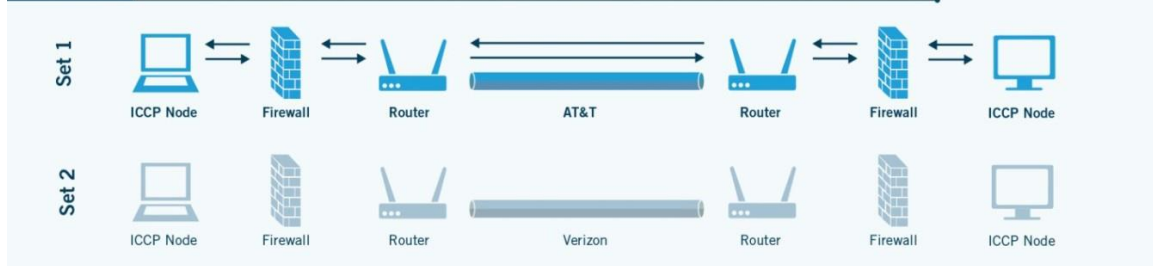 Set 1
ICCP Node Firewall Router AT&T Router Firewall ICCP Node
Set 2
ICCP Node Firewall Router Verizon Router Firewall ICCP Node